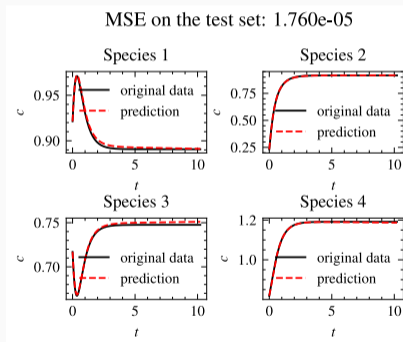 MSE on the test set: 1.760e-05
Species 1
Species 2
c
0.95
0.90
original data
prediction
0 5 10
t
c
0.75
0.50
0.25
original data
prediction
0 5 10
t
Species 3
Species 4
c
0.75
0.70
original data
prediction
0 5 10
t
c
1.2
1.0
original data
prediction
0 5 10
t